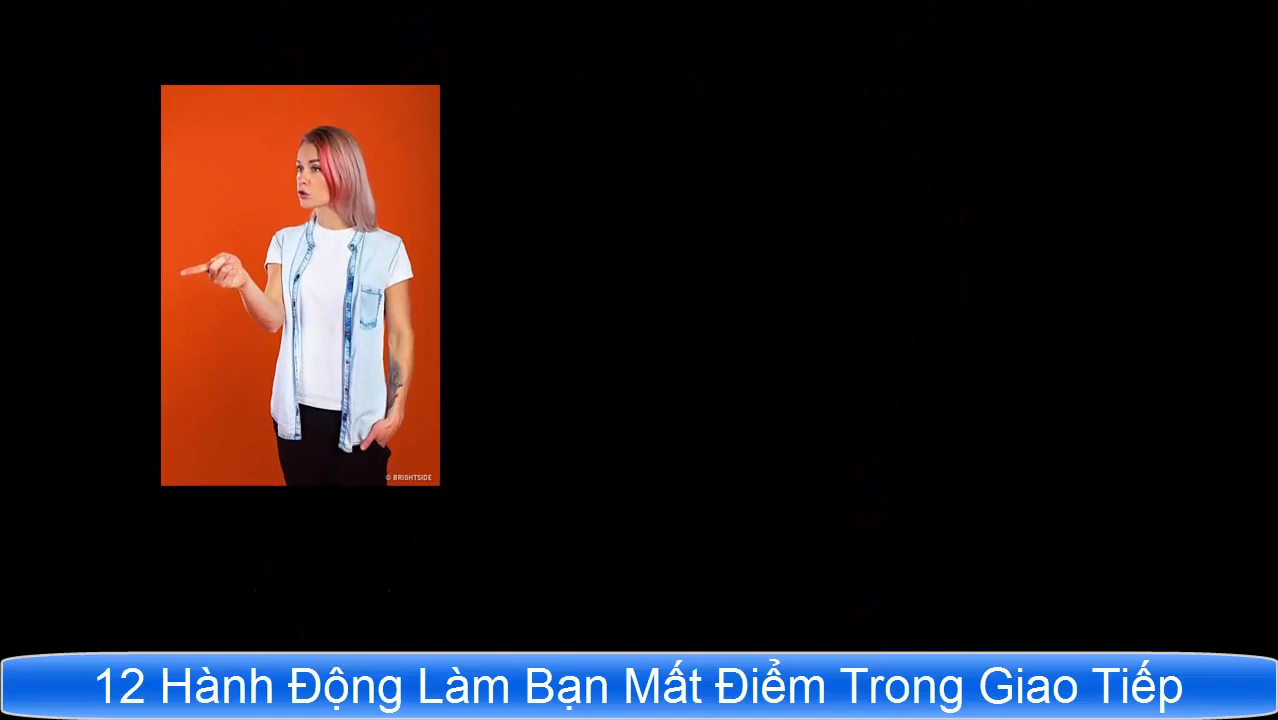 © BRIGHTSIDE
12 Hành Động Làm Bạn Mất Điểm Trong Giao Tiếp